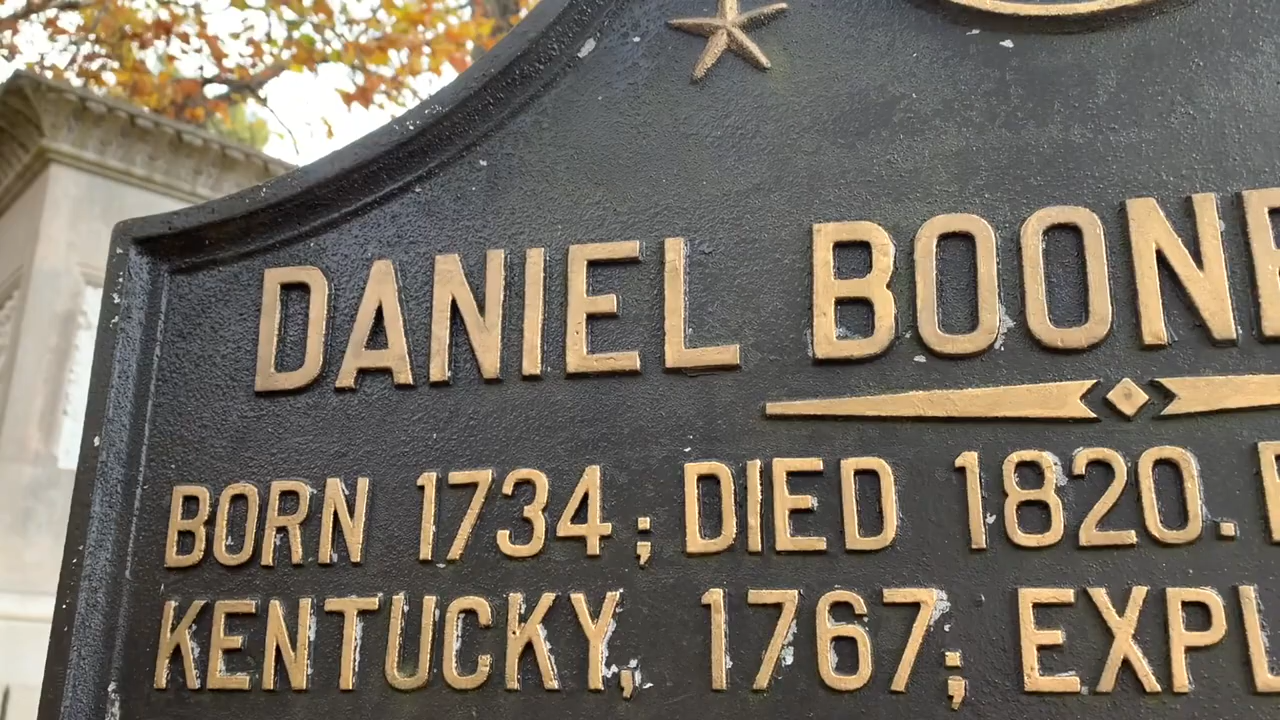 DANIEL BOONE
BORN 1734; DIED 1820.
KENTUCKY, 1767; EXPL